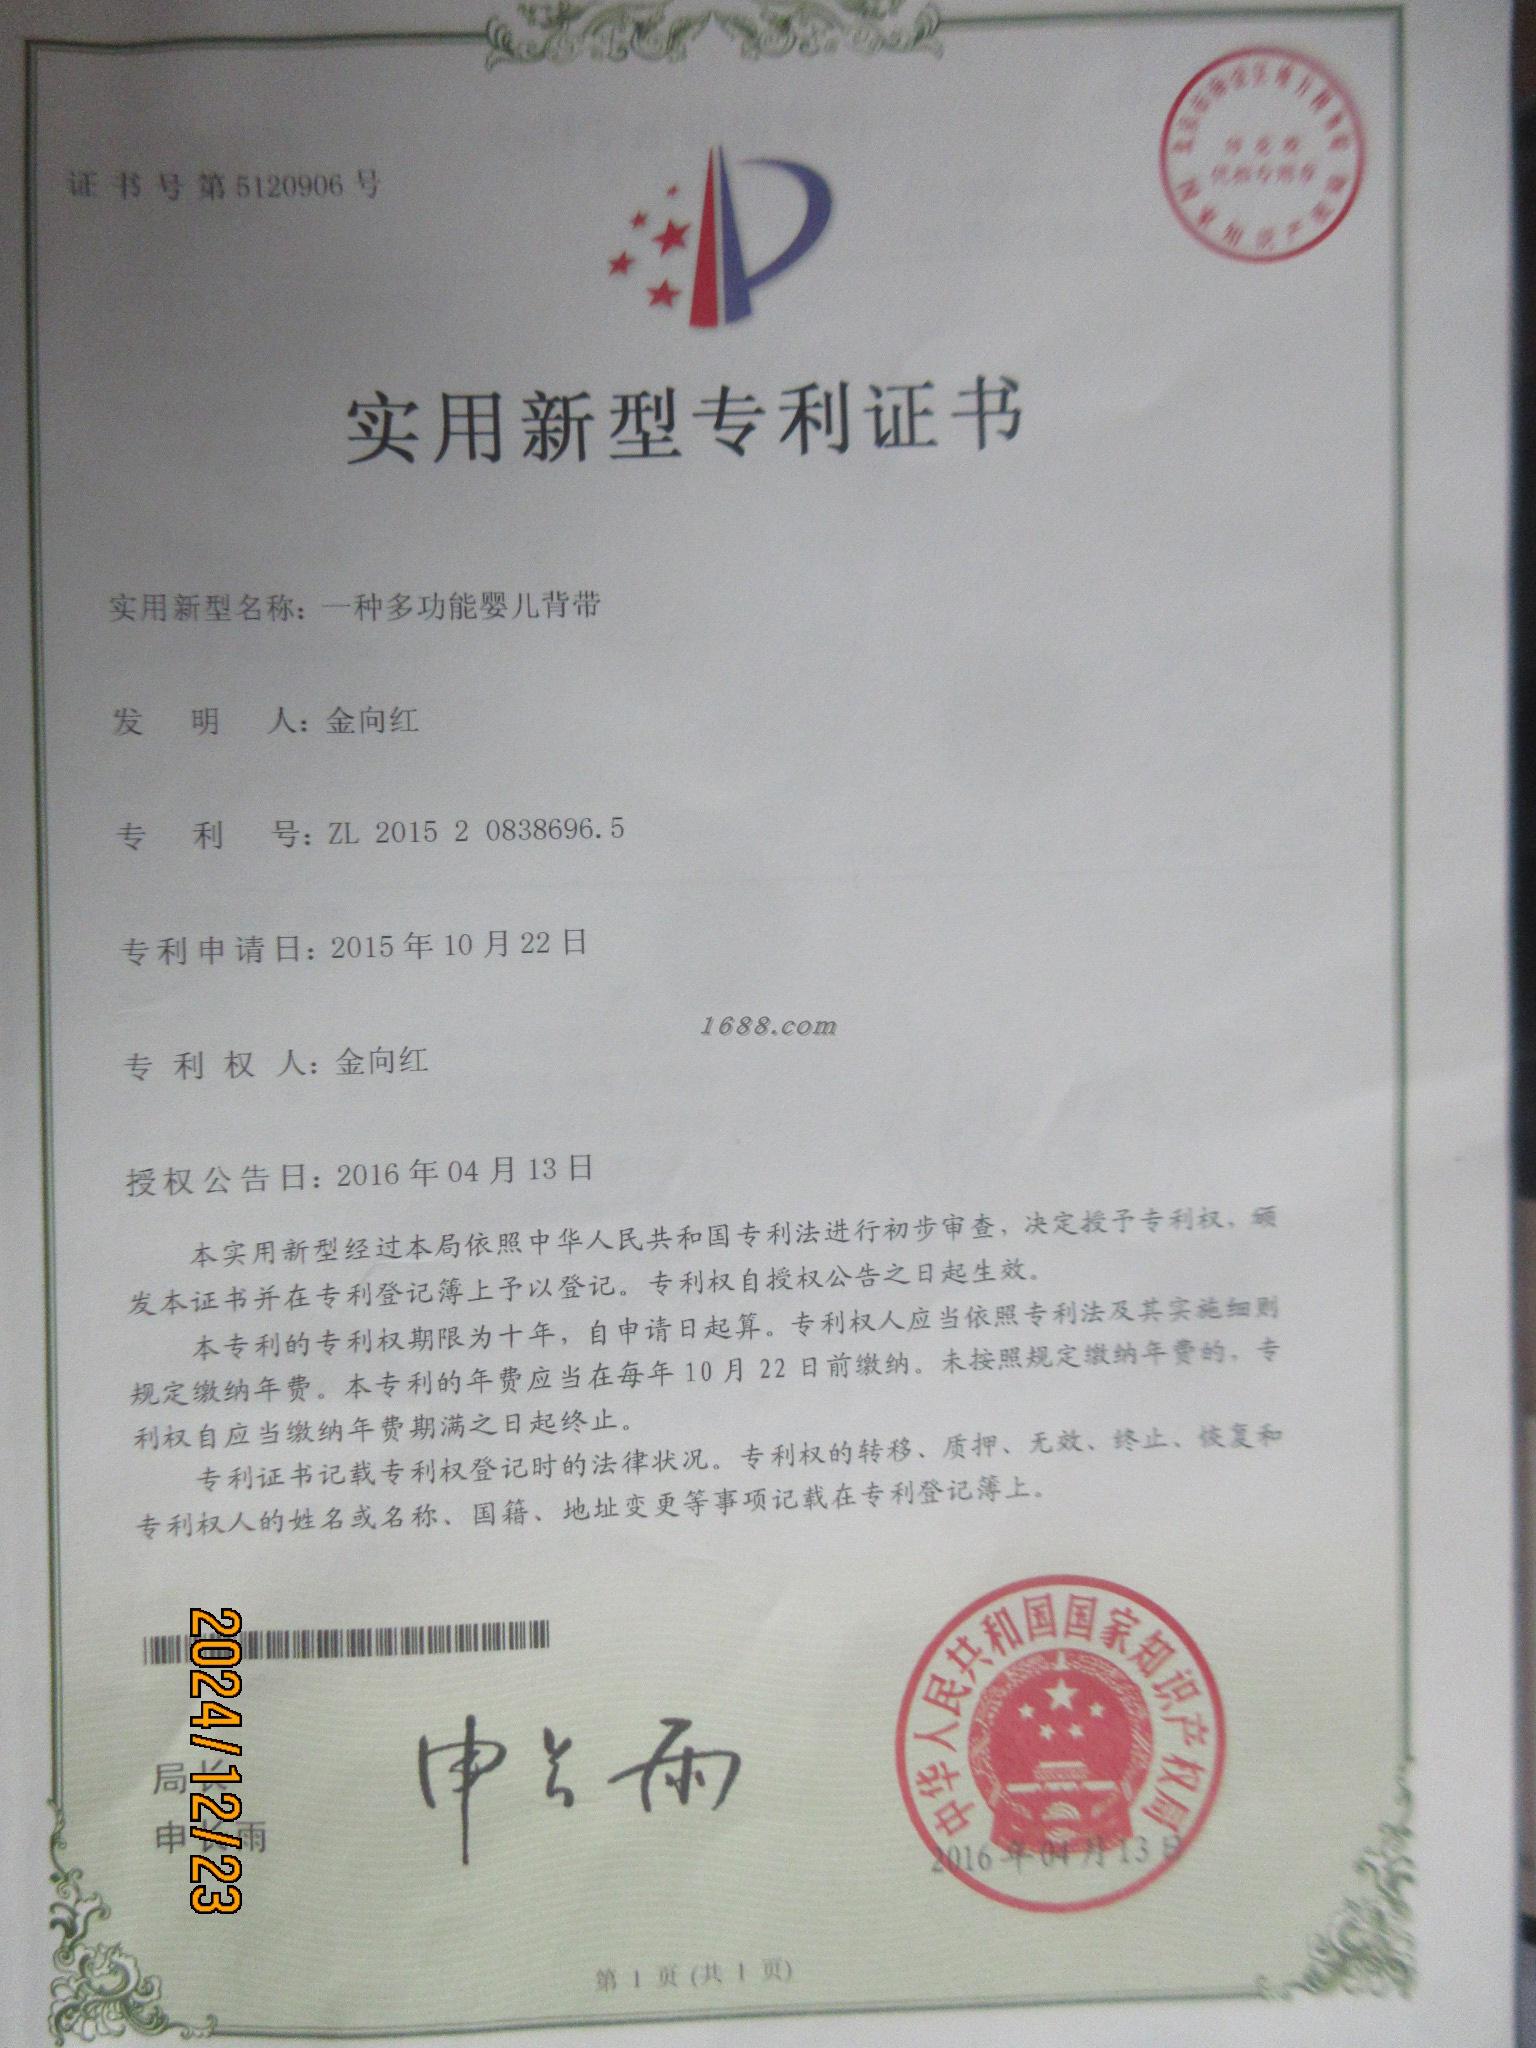 证书号第5120906号
实用新型专利证书
实用新型名称：一种多功能婴儿背带
发明人：金向红
专利号：ZL 2015 2 0838696.5
专利申请日：2015年10月22日
1688.com
专利权人：金向红
授权公告日：2016年04月13日
本实用新型经过本局依照中华人民共和国专利法进行初步审查，决定授予专利权，颁
发本证书并在专利登记簿上予以登记。专利权自授权公告之日起生效。
本专利的专利权期限为十年，自申请日起算。专利权人应当依照专利法及其实施细则
规定缴纳年费。本专利的年费应当在每年10月22日前缴纳。未按照规定缴纳年费的，专
利权自应当缴纳年费期满之日起终止。
专利证书记载专利权登记时的法律状况。专利权的转移、质押、无效、终止、恢复和
专利权人的姓名或名称、国籍、地址变更等事项记载在专利登记簿上。
局长
申长雨
申长雨
中华人民共和国国家知识产权局
2016年04月13日
2024/12/23
第1页(共1页)